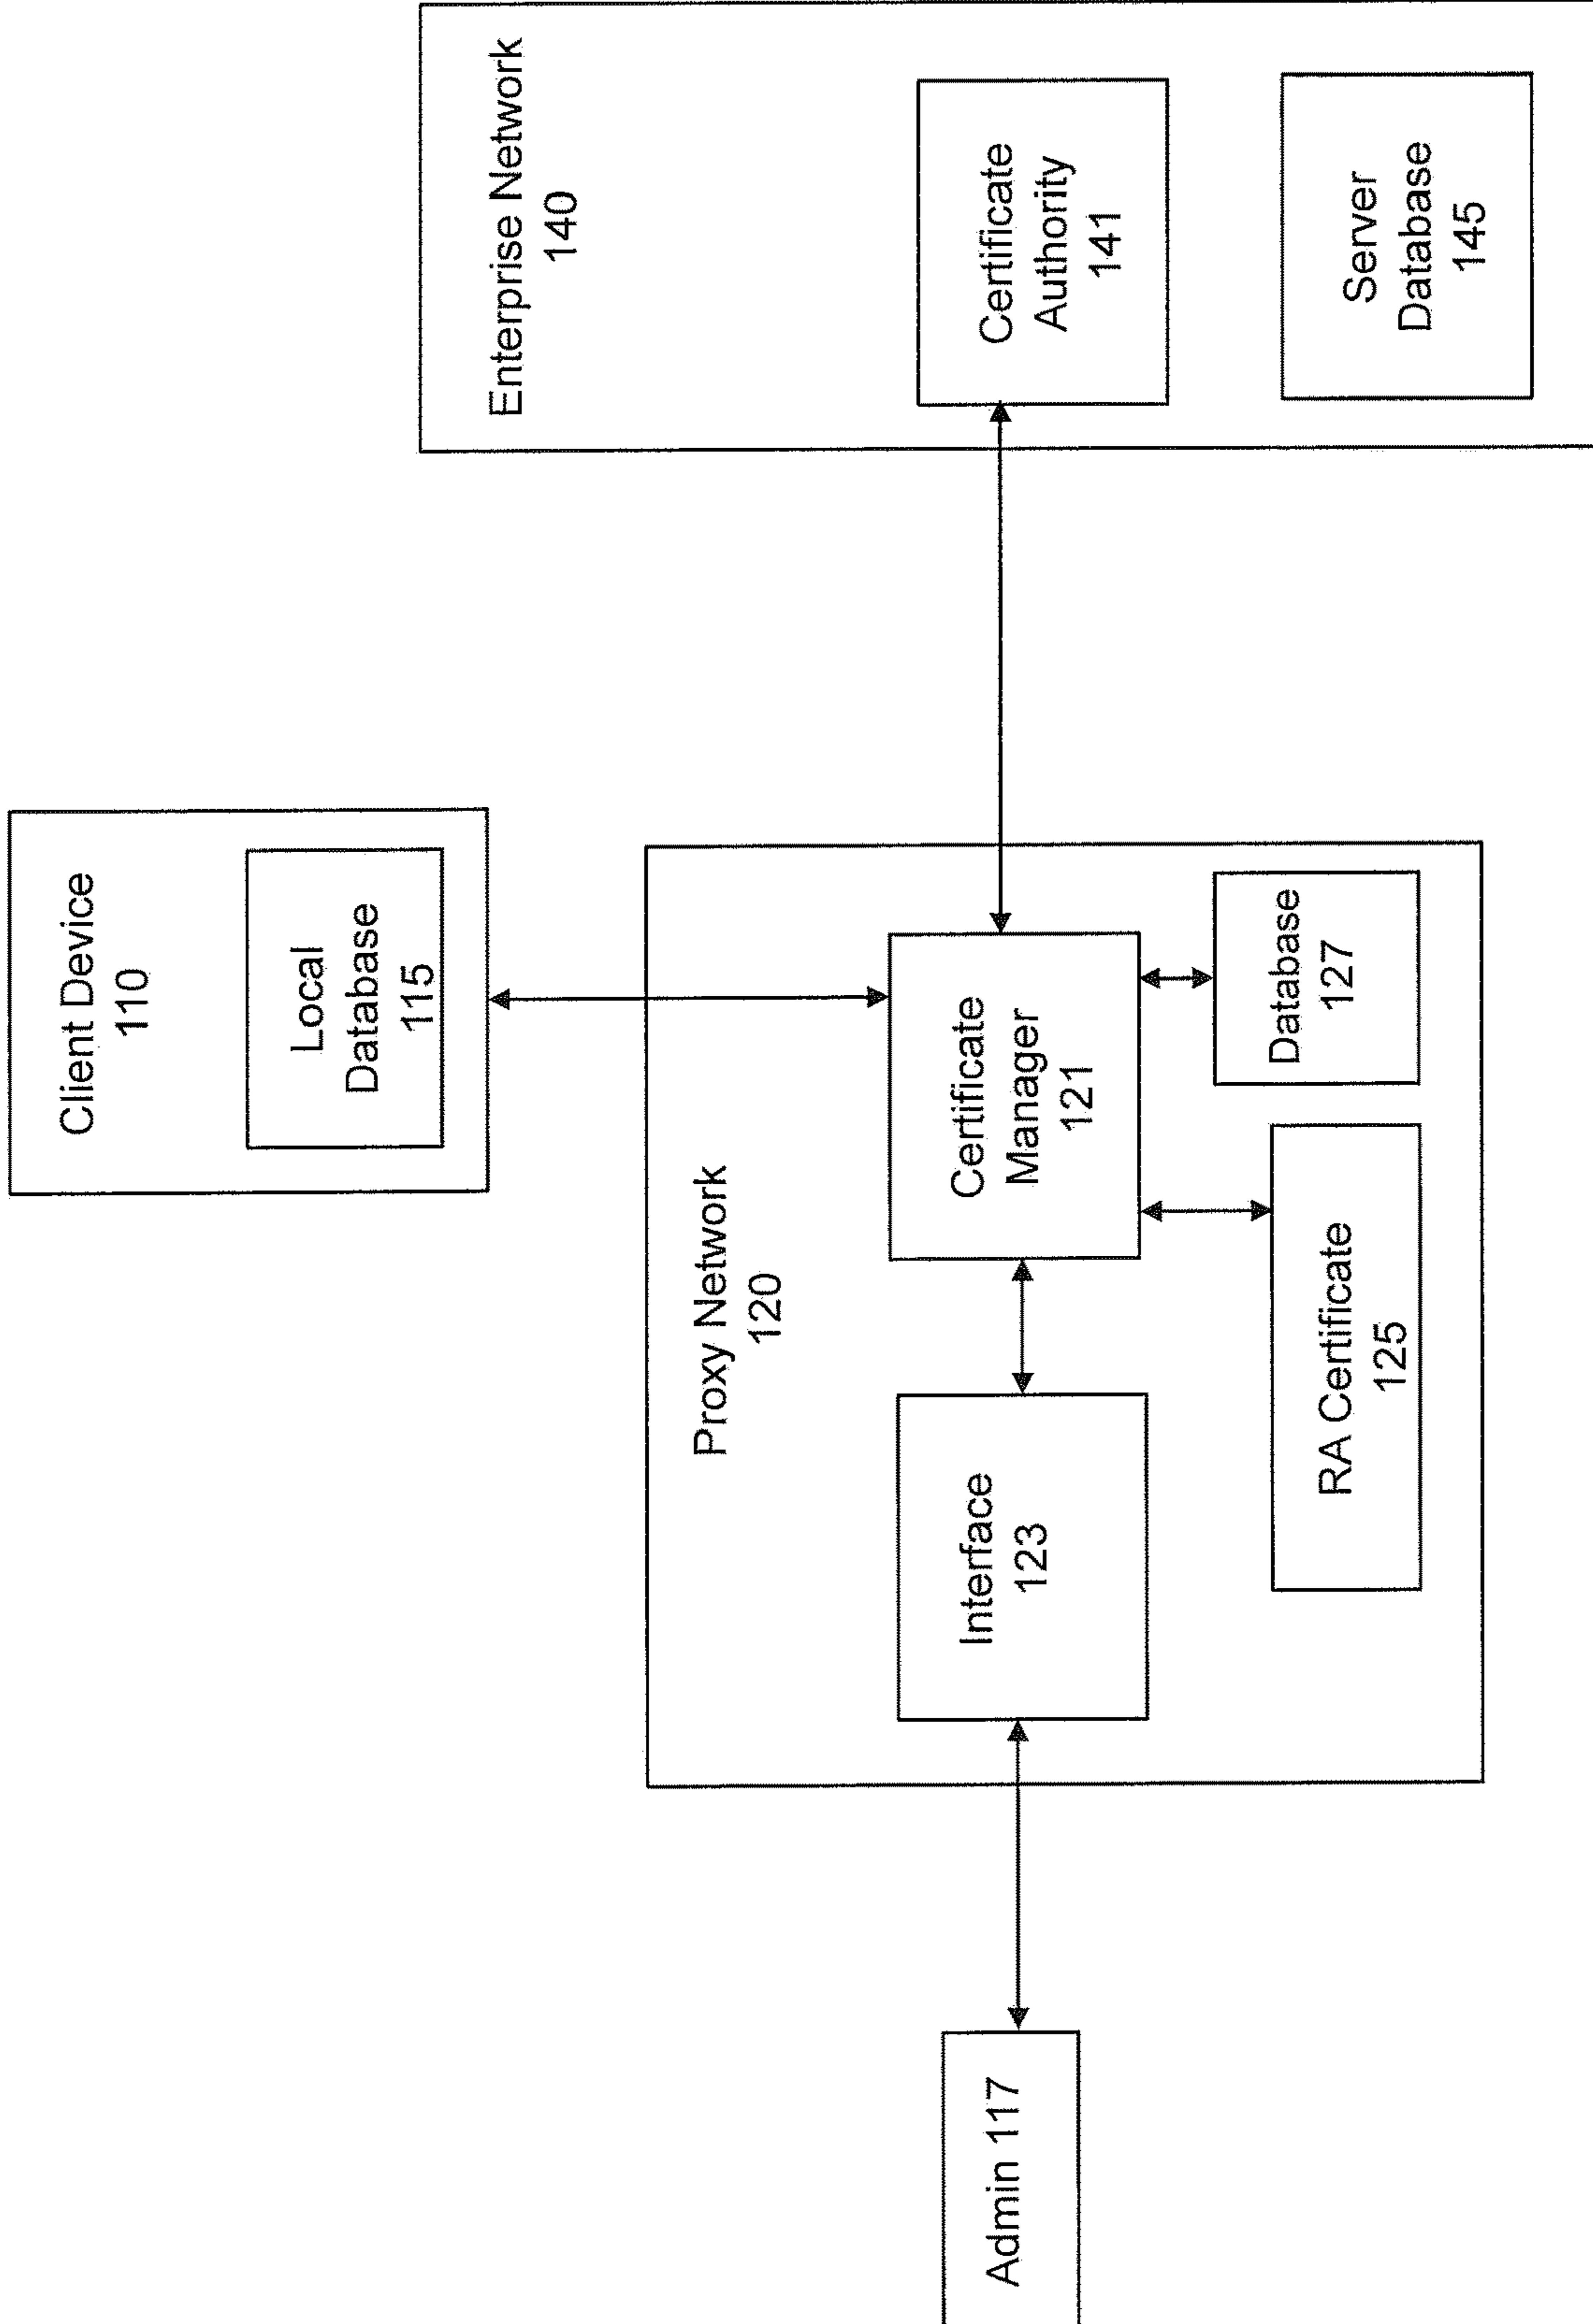 Client Device
110
Local
Database
115
Enterprise Network
140
Certificate
Authority
141
Server
Database
145
Proxy Network
120
Certificate
Manager
121
Interface
123
Database
127
RA Certificate
125
Admin 117